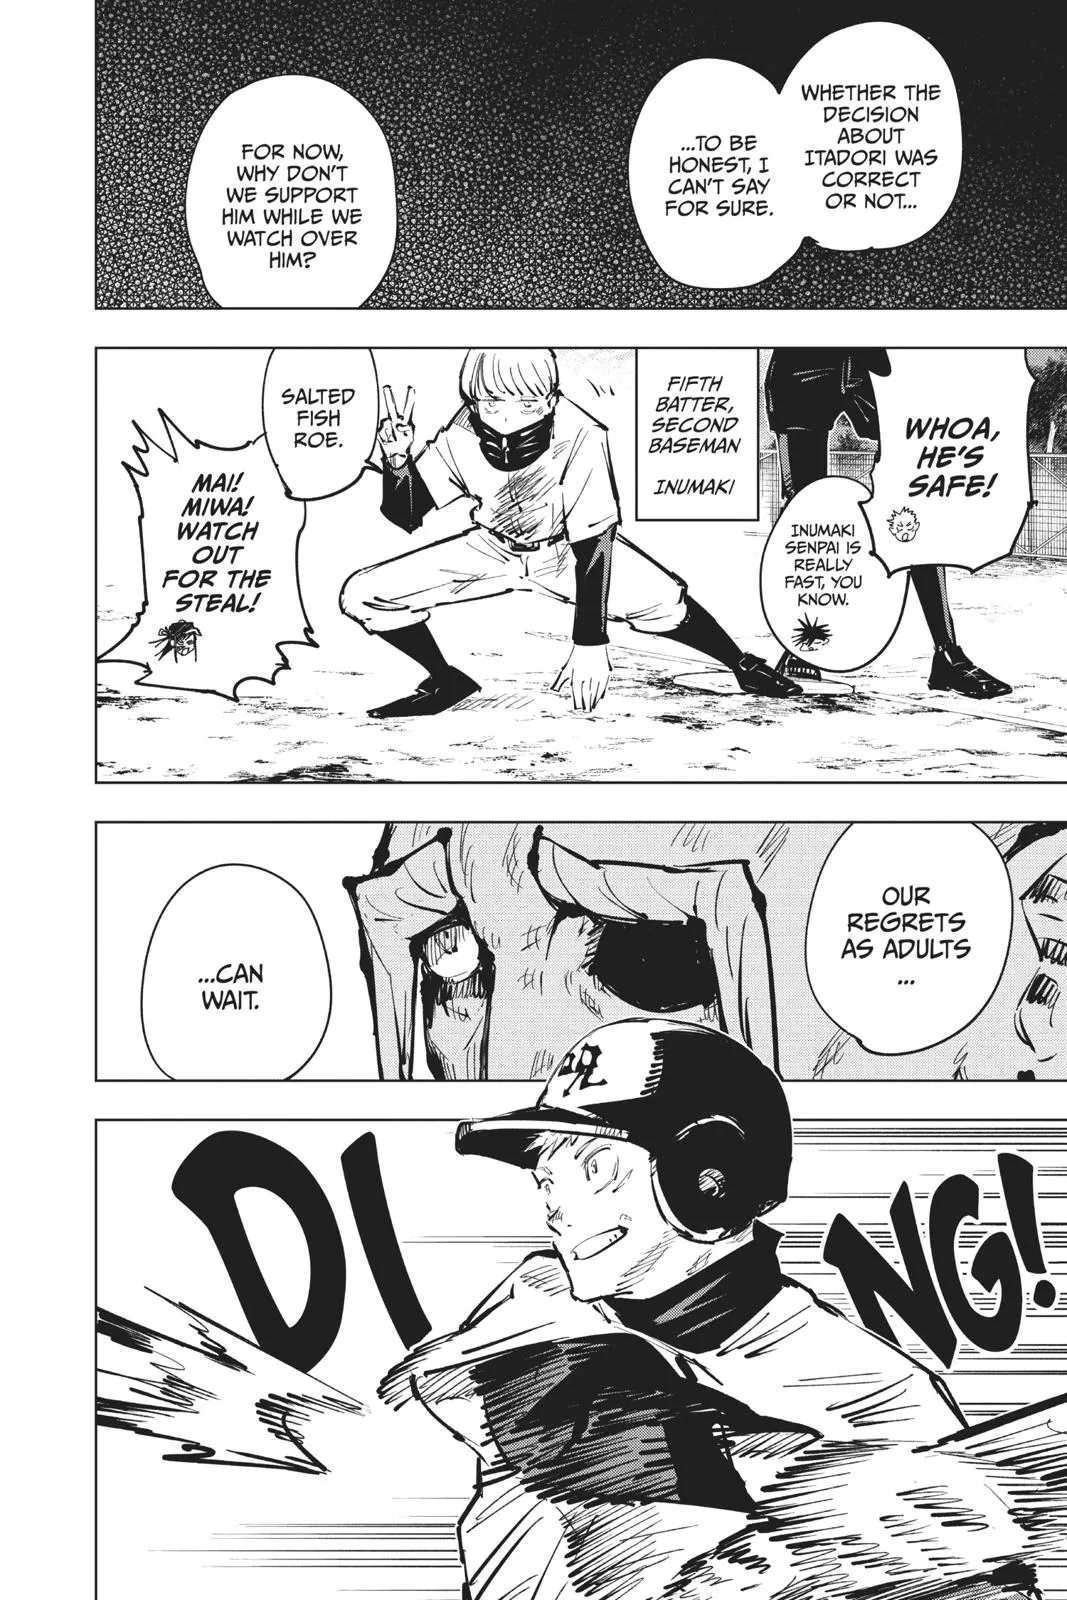 WHETHER THE
DECISION
ABOUT
ITADORI WAS
CORRECT
OR NOT...
...TO BE
HONEST, I
CAN'T SAY
FOR SURE.
FOR NOW,
WHY DON'T
WE SUPPORT
HIM WHILE WE
WATCH OVER
HIM?
WHOA,
HE'S
SAFE!
INUMAKI
SENPAI IS
REALLY
FAST, YOU
KNOW.
FIFTH
BATTER,
SECOND
BASEMAN
INUMAKI
SALTED
FISH
ROE.
MAI!
MIWA!
WATCH
OUT
FOR THE
STEAL!
OUR
REGRETS
AS ADULTS
...
...CAN
WAIT.
呪
DING!